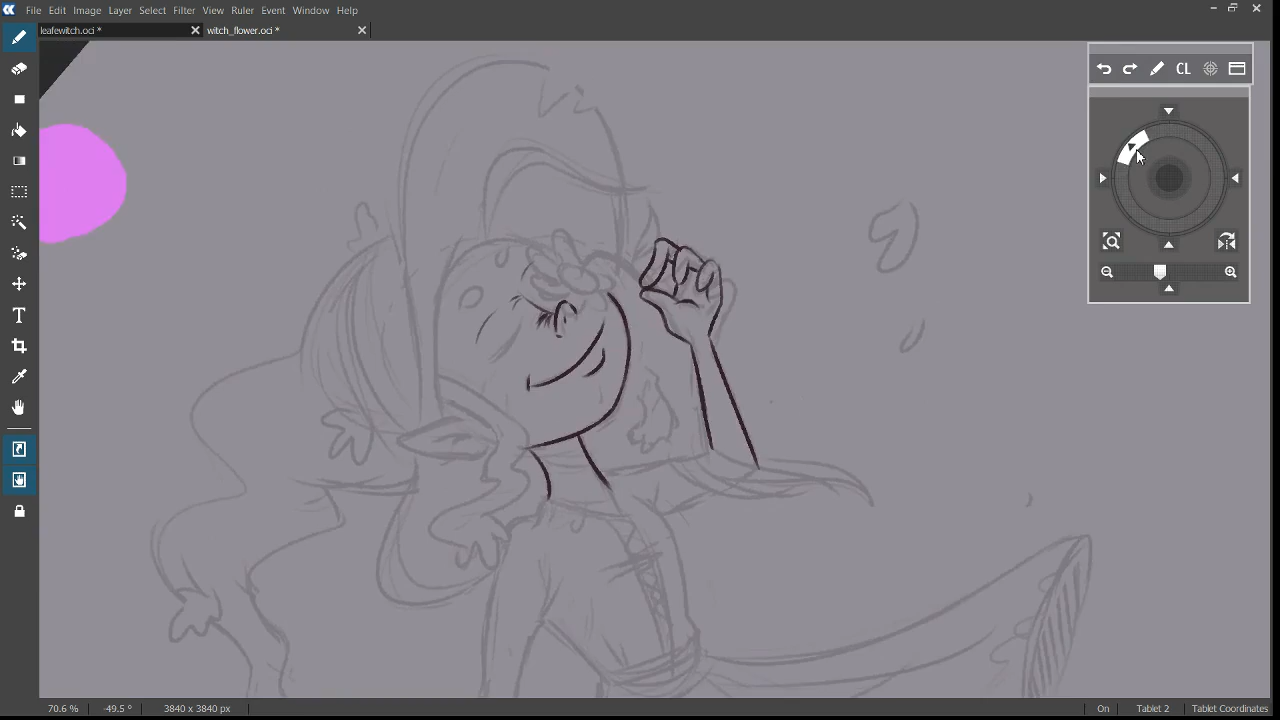 File Edit Image Layer Select Filter View Ruler Event Window Help
leafewitch.oci * witch_flower.oci *
CL
70.6 % -49.5 ° 3840 x 3840 px On Tablet 2 Tablet Coordinates